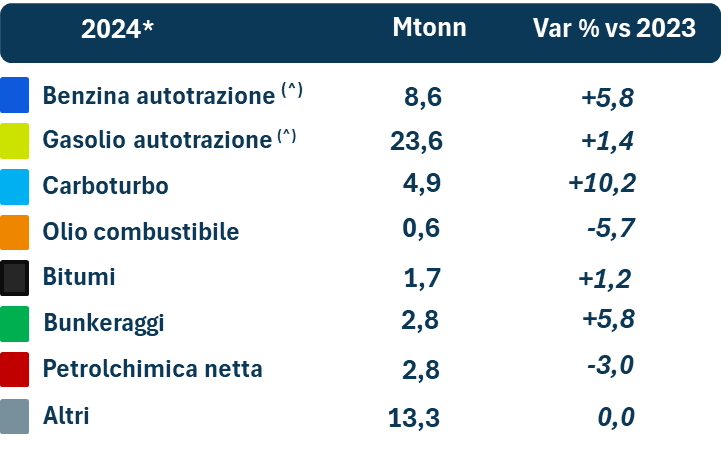 2024* Mtonn Var % vs 2023
Benzina autotrazione (^) 8,6 +5,8
Gasolio autotrazione (^) 23,6 +1,4
Carboturbo 4,9 +10,2
Olio combustibile 0,6 -5,7
Bitumi 1,7 +1,2
Bunkeraggi 2,8 +5,8
Petrolchimica netta 2,8 -3,0
Altri 13,3 0,0